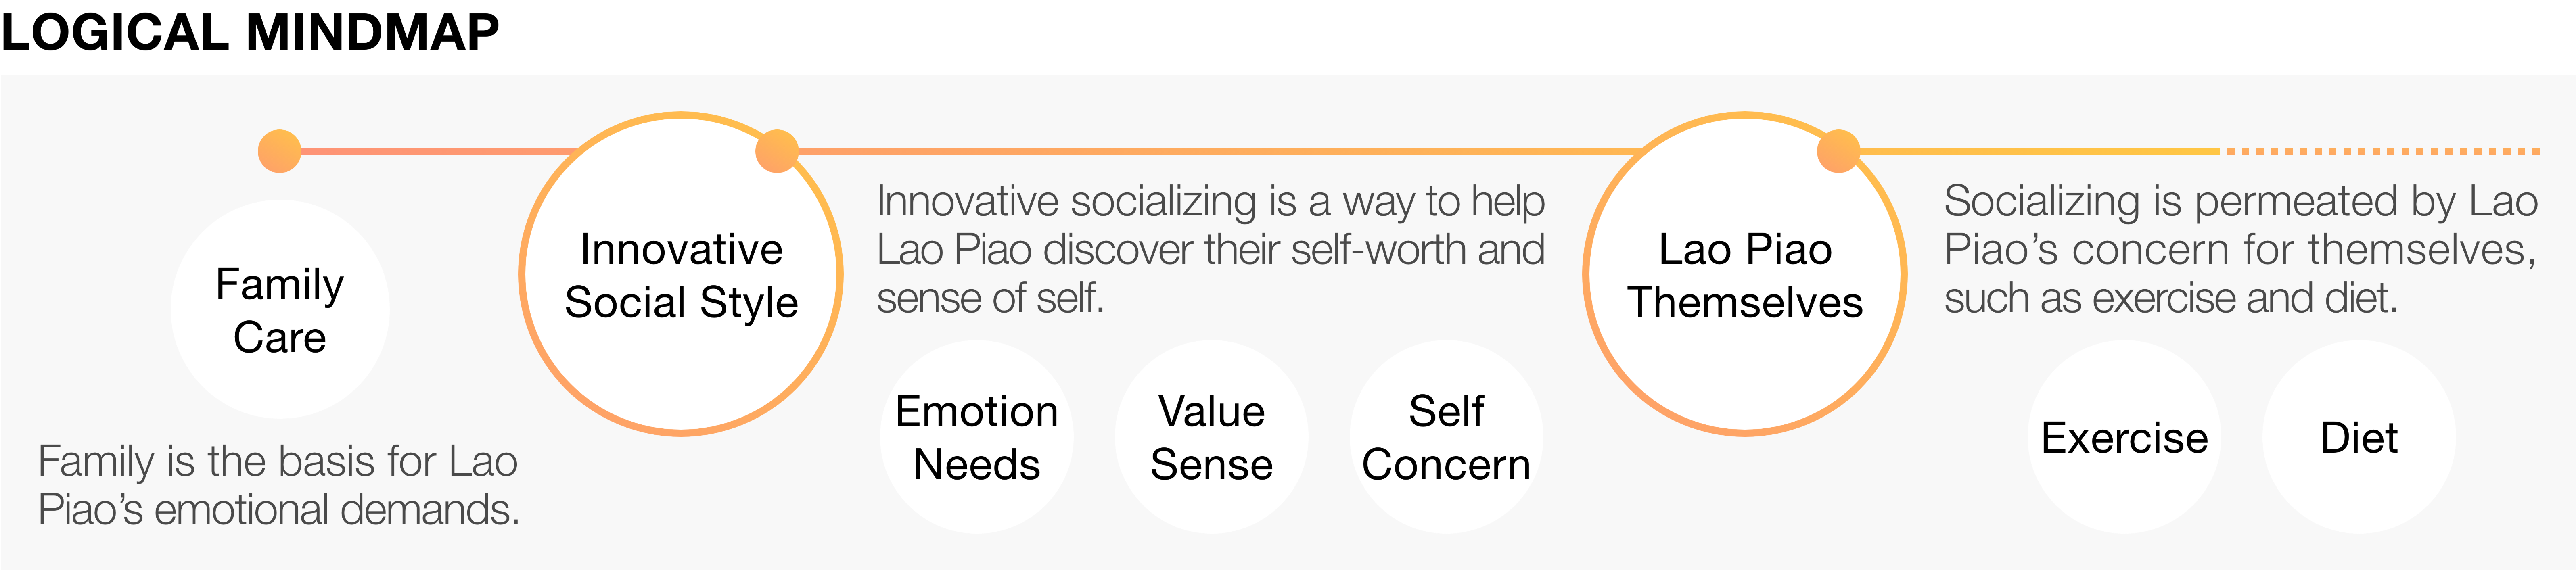 LOGICAL MINDMAP
Family
Care
Family is the basis for Lao
Piao’s emotional demands.
Innovative
Social Style
Innovative socializing is a way to help
Lao Piao discover their self-worth and
sense of self.
Emotion
Needs
Value
Sense
Self
Concern
Lao Piao
Themselves
Socializing is permeated by Lao
Piao’s concern for themselves,
such as exercise and diet.
Exercise
Diet